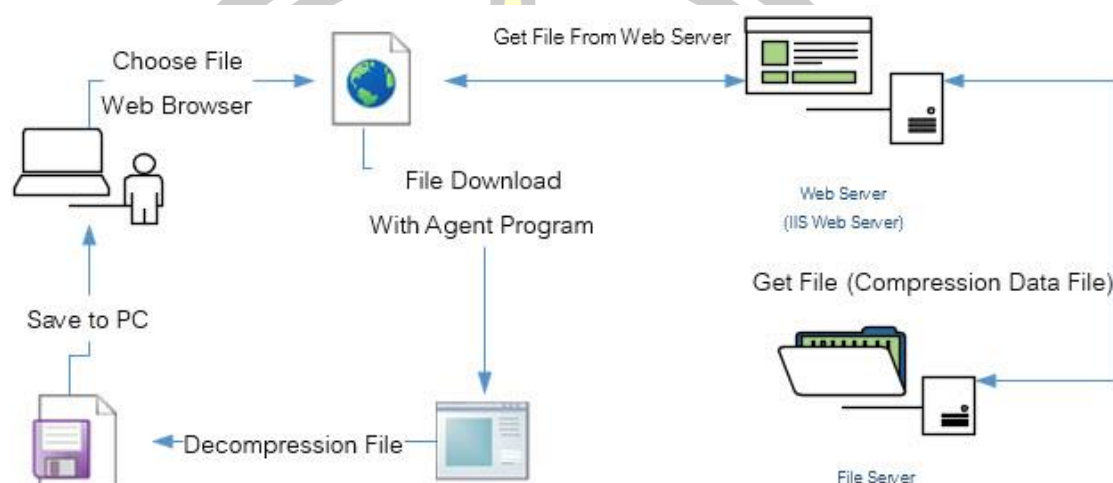 Choose File
Web Browser
Get File From Web Server
File Download
With Agent Program
Web Server
(IIS Web Server)
Get File (Compression Data File)
Save to PC
Decompression File
File Server